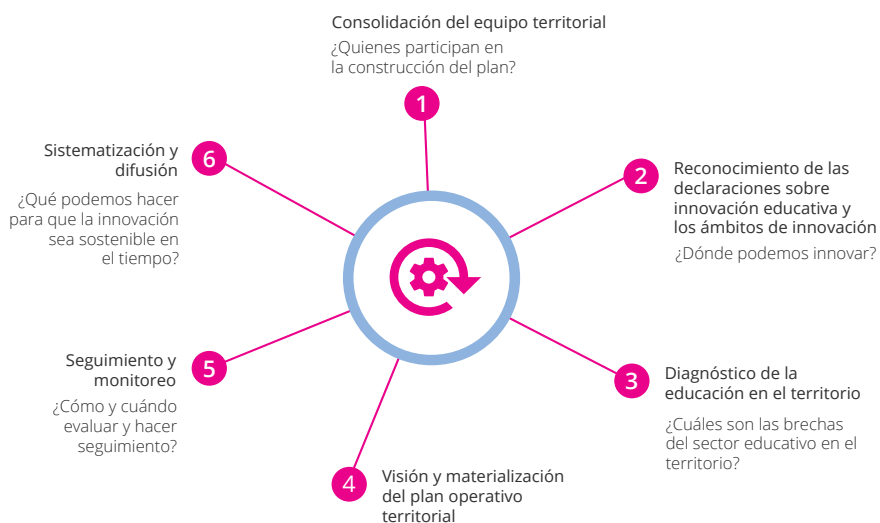 Consolidación del equipo territorial
¿Quienes participan en
la construcción del plan?
1
2
Reconocimiento de las
declaraciones sobre
innovación educativa y
los ámbitos de innovación
¿Dónde podemos innovar?
3
Diagnóstico de la
educación en el territorio
¿Cuáles son las brechas
del sector educativo en el
territorio?
4
Visión y materialización
del plan operativo
territorial
5
Seguimiento y
monitoreo
¿Cómo y cuándo
evaluar y hacer
seguimiento?
6
Sistematización y
difusión
¿Qué podemos hacer
para que la innovación
sea sostenible en
el tiempo?